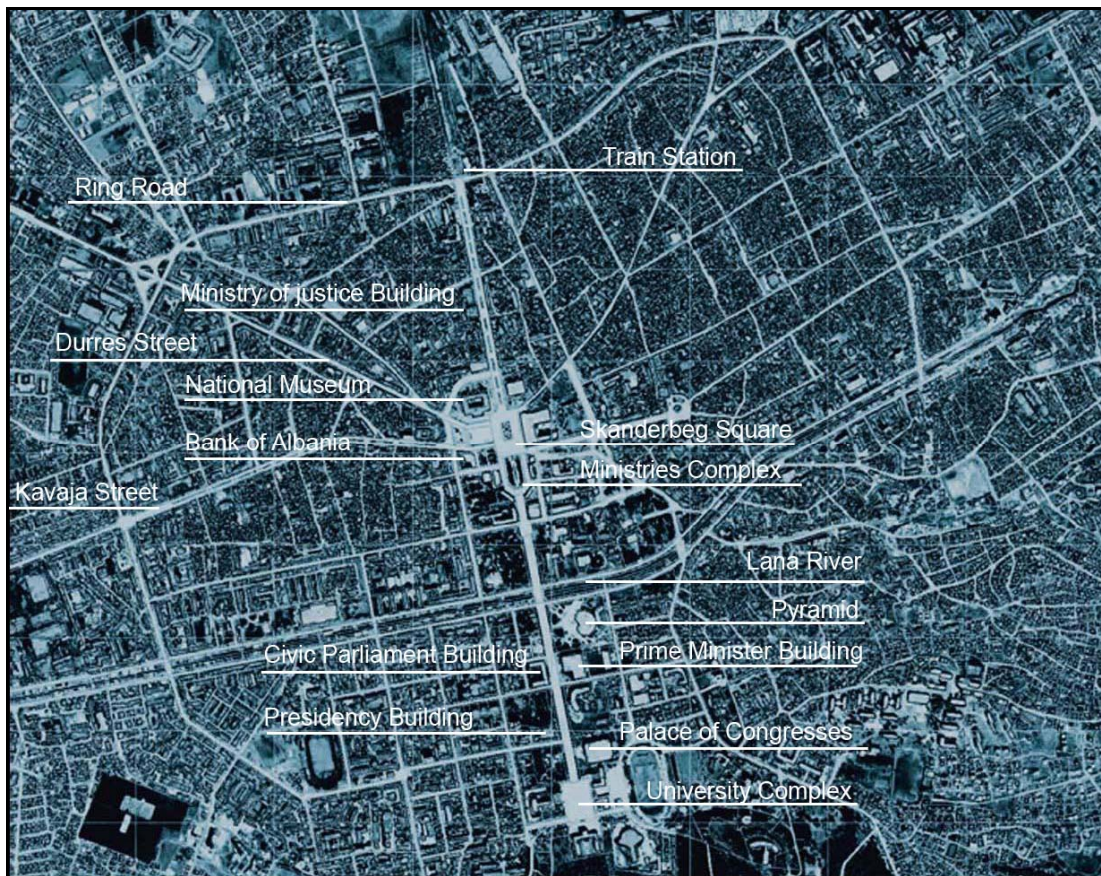 Train Station
Ring Road
Ministry of justice Building
Durres Street
National Museum
Skanderbeg Square
Bank of Albania
Ministries Complex
Kavaja Street
Lana River
Pyramid
Prime Minister Building
Civic Parliament Building
Presidency Building
Palace of Congresses
University Complex